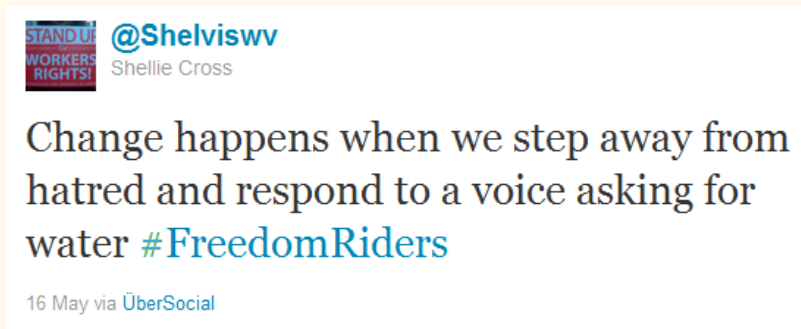 STAND UP
for
WORKERS
RIGHTS!
@Shelviswv
Shellie Cross
Change happens when we step away from
hatred and respond to a voice asking for
water #FreedomRiders
16 May via ÜberSocial